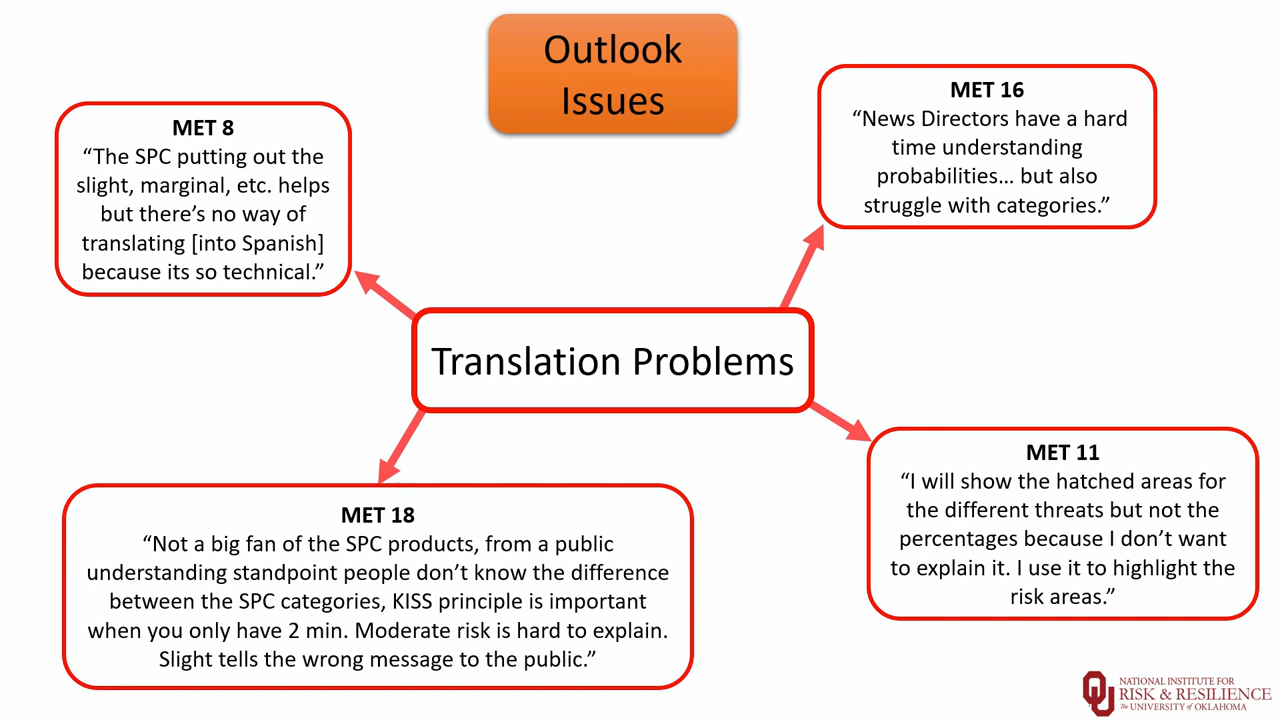 Outlook
Issues
MET 8
“The SPC putting out the
slight, marginal, etc. helps
but there’s no way of
translating [into Spanish]
because its so technical.”
MET 16
“News Directors have a hard
time understanding
probabilities... but also
struggle with categories.”
Translation Problems
MET 18
“Not a big fan of the SPC products, from a public
understanding standpoint people don’t know the difference
between the SPC categories, KISS principle is important
when you only have 2 min. Moderate risk is hard to explain.
Slight tells the wrong message to the public.”
MET 11
“I will show the hatched areas for
the different threats but not the
percentages because I don’t want
to explain it. I use it to highlight the
risk areas.”
NATIONAL INSTITUTE FOR
RISK & RESILIENCE
The UNIVERSITY of OKLAHOMA